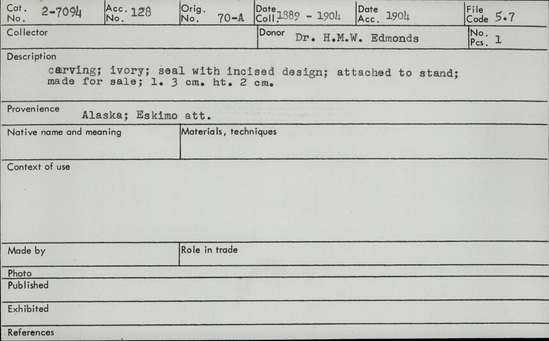 Cat. No. 2-7094 Acc. No. 128 Orig. No. 70-A Date Coll. 1889 - 1904 Date Acc. 1904 File Code 5.7
Collector Donor Dr. H.M.W. Edmonds No. Pcs. 1
Description
carving; ivory; seal with incised design; attached to stand;
made for sale; l. 3 cm. ht. 2 cm.
Provenience
Alaska; Eskimo att.
Native name and meaning Materials, techniques
Context of use
Made by Role in trade
Photo
Published
Exhibited
References